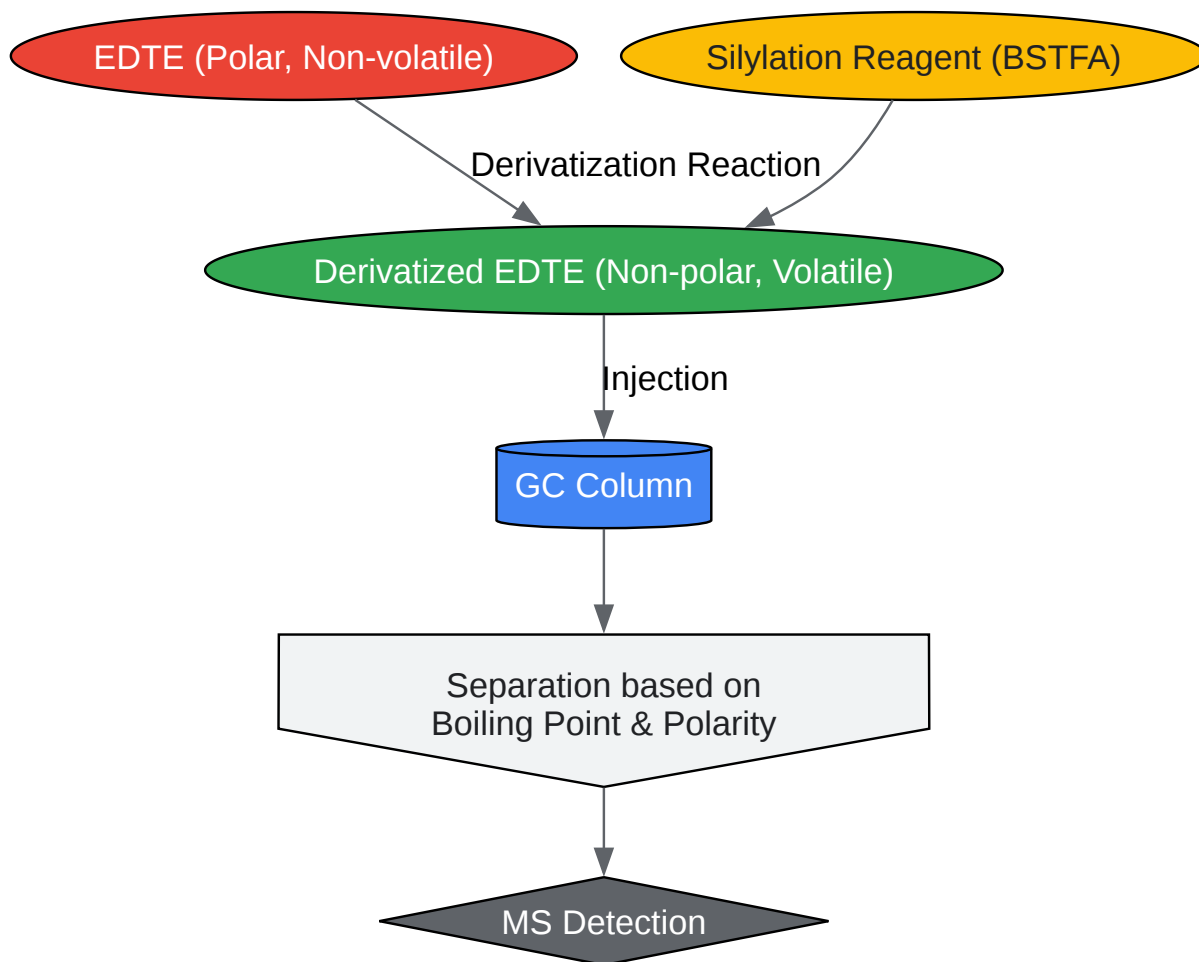 EDTE (Polar, Non-volatile)
Silylation Reagent (BSTFA)
Derivatization Reaction
Derivatized EDTE (Non-polar, Volatile)
Injection
GC Column
Separation based on
Boiling Point & Polarity
MS Detection